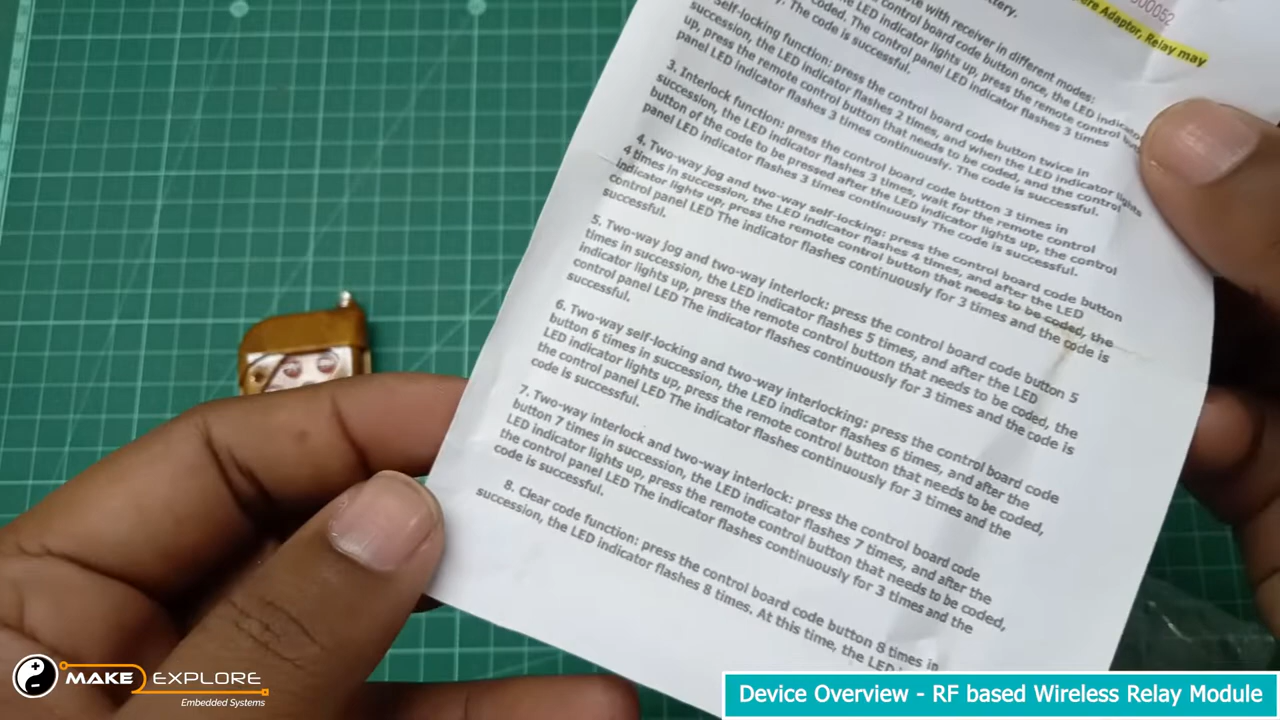 00052
ere Adaptor, Relay may
ttery.
te with receiver in different modes:
control board code button once, the LED indicator
coded. The control panel LED indicator flashes 3 times
y. The code is successful.
Self-locking function: press the control board code button twice in
succession, the LED indicator flashes 2 times, and when the LED indicator lights
up, press the remote control button that needs to be coded, and the control
panel LED indicator flashes 3 times continuously. The code is successful.
3. Interlock function: press the control board code button 3 times in
succession, the LED indicator flashes 3 times, wait for the remote control
button of the code to be pressed after the LED indicator lights up, the control
panel LED indicator flashes 3 times continuously The code is successful.
4. Two-way jog and two-way self-locking: press the control board code button
4 times in succession, the LED indicator flashes 4 times, and after the LED
indicator lights up, press the remote control button that needs to be coded, the
control panel LED The indicator flashes continuously for 3 times and the code is
successful.
5. Two-way Jog and two-way interlock: press the control board code button 5
times in succession, the LED indicator flashes 5 times, and after the LED
indicator lights up, press the remote control button that needs to be coded, the
control panel LED The indicator flashes continuously for 3 times and the code is
successful.
6. Two-way self-locking and two-way interlocking: press the control board code
button 6 times in succession, the LED indicator flashes 6 times, and after the
LED indicator lights up, press the remote control button that needs to be coded,
the control panel LED The indicator flashes continuously for 3 times and the
code is successful.
7. Two-way interlock and two-way interlock: press the control board code
button 7 times in succession, the LED indicator flashes 7 times, and after the
LED indicator lights up, press the remote control button that needs to be coded,
the control panel LED The indicator flashes continuously for 3 times and the
code is successful.
8. Clear code function: press the control board code button 8 times in
succession, the LED indicator flashes 8 times. At this time, the LED
MAKE EXPLORE
Embedded Systems
Device Overview - RF based Wireless Relay Module